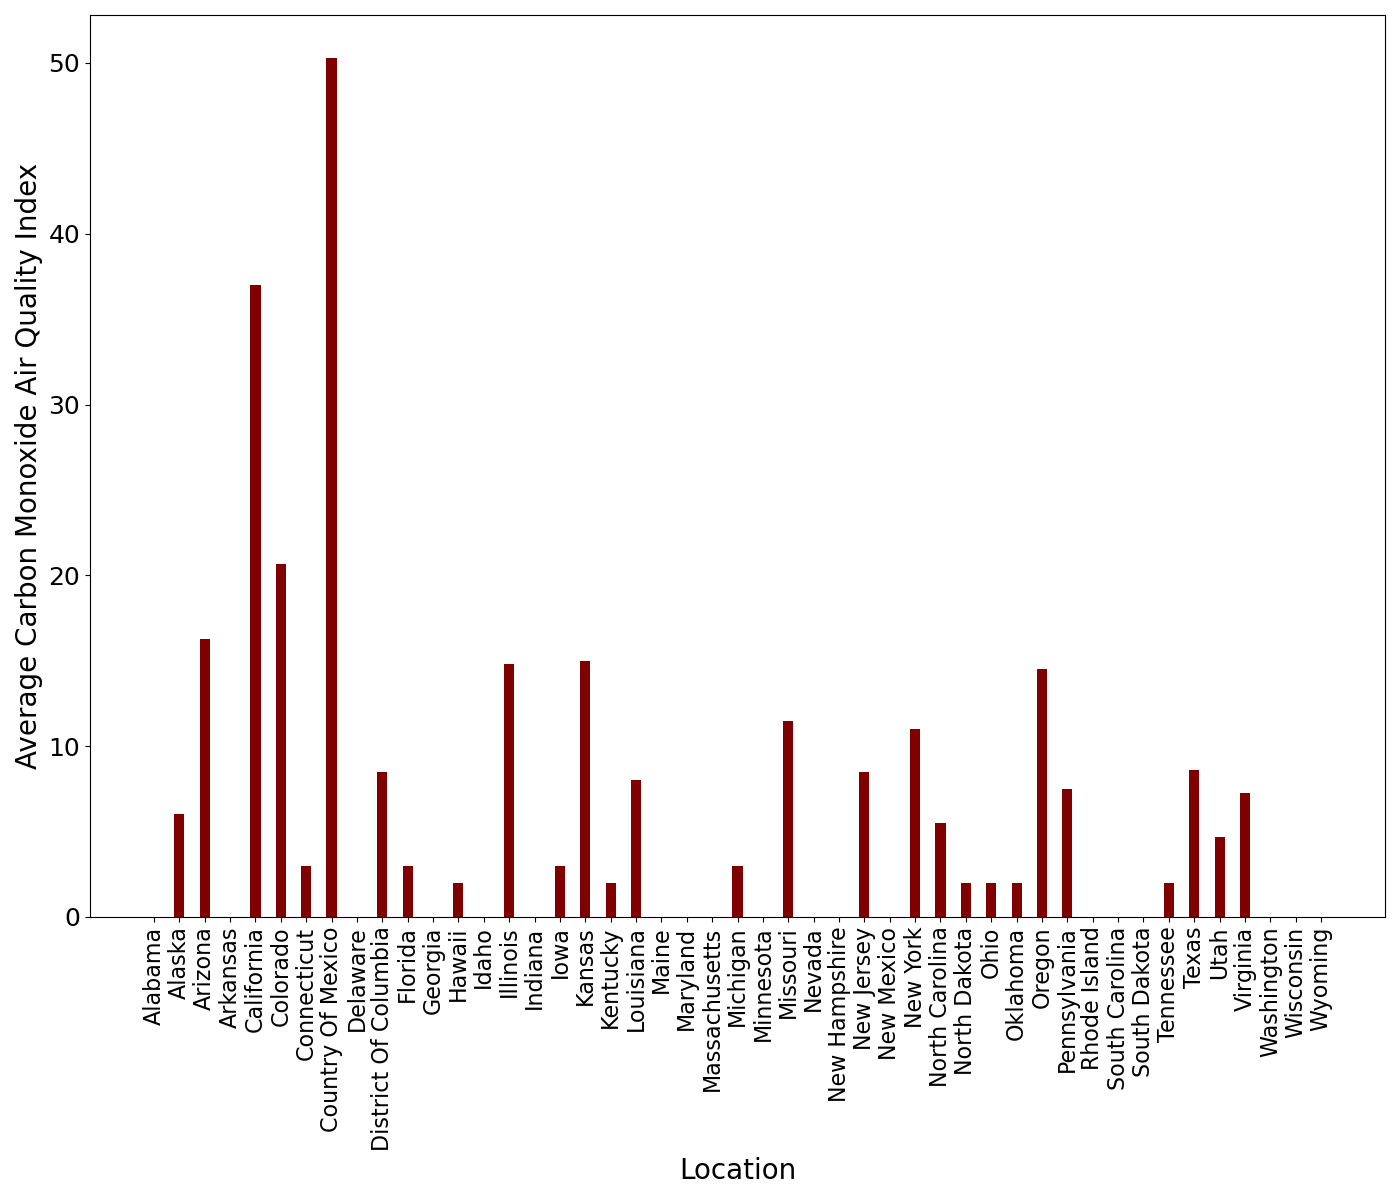 Average Carbon Monoxide Air Quality Index
50
40
30
20
10
0
Alabama
Alaska
Arizona
Arkansas
California
Colorado
Connecticut
Country Of Mexico
Delaware
District Of Columbia
Florida
Georgia
Hawaii
Idaho
Illinois
Indiana
Iowa
Kansas
Kentucky
Louisiana
Maine
Maryland
Massachusetts
Michigan
Minnesota
Missouri
Nevada
New Hampshire
New Jersey
New Mexico
New York
North Carolina
North Dakota
Ohio
Oklahoma
Oregon
Pennsylvania
Rhode Island
South Carolina
South Dakota
Tennessee
Texas
Utah
Virginia
Washington
Wisconsin
Wyoming
Location